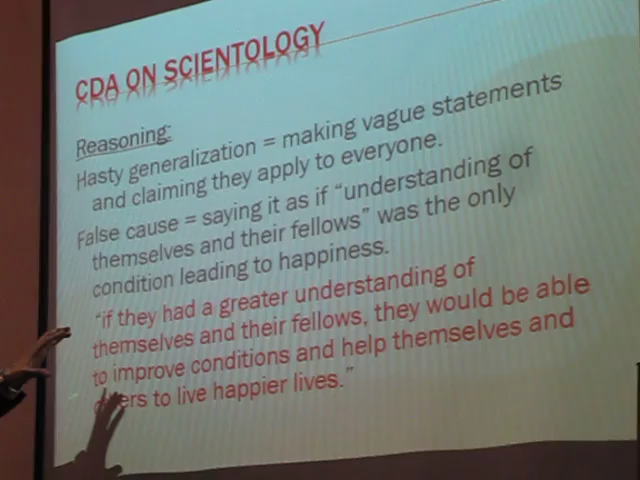 CDA ON SCIENTOLOGY
Reasoning:
Hasty generalization = making vague statements
and claiming they apply to everyone.
False cause = saying it as if "understanding of
themselves and their fellows" was the only
condition leading to happiness.
"if they had a greater understanding of
themselves and their fellows, they would be able
to improve conditions and help themselves and
others to live happier lives."